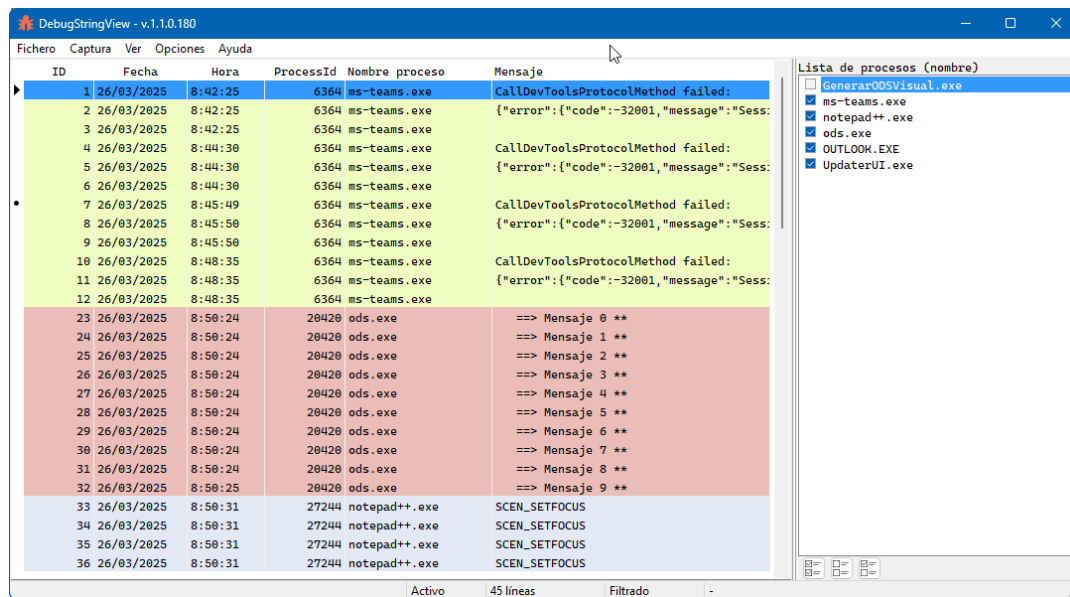 DebugStringView - v.1.1.0.180
Fichero Captura Ver Opciones Ayuda
ID Fecha Hora ProcessId Nombre proceso Mensaje
1 26/03/2025 8:42:25 6364 ms-teams.exe CallDevToolsProtocolMethod failed:
2 26/03/2025 8:42:25 6364 ms-teams.exe {"error":{"code":-32001,"message":"Sess:
3 26/03/2025 8:42:25 6364 ms-teams.exe
4 26/03/2025 8:44:30 6364 ms-teams.exe CallDevToolsProtocolMethod failed:
5 26/03/2025 8:44:30 6364 ms-teams.exe {"error":{"code":-32001,"message":"Sess:
6 26/03/2025 8:44:30 6364 ms-teams.exe
7 26/03/2025 8:45:49 6364 ms-teams.exe CallDevToolsProtocolMethod failed:
8 26/03/2025 8:45:50 6364 ms-teams.exe {"error":{"code":-32001,"message":"Sess:
9 26/03/2025 8:45:50 6364 ms-teams.exe
10 26/03/2025 8:48:35 6364 ms-teams.exe CallDevToolsProtocolMethod failed:
11 26/03/2025 8:48:35 6364 ms-teams.exe {"error":{"code":-32001,"message":"Sess:
12 26/03/2025 8:48:35 6364 ms-teams.exe
23 26/03/2025 8:50:24 20420 ods.exe ==> Mensaje 0 **
24 26/03/2025 8:50:24 20420 ods.exe ==> Mensaje 1 **
25 26/03/2025 8:50:24 20420 ods.exe ==> Mensaje 2 **
26 26/03/2025 8:50:24 20420 ods.exe ==> Mensaje 3 **
27 26/03/2025 8:50:24 20420 ods.exe ==> Mensaje 4 **
28 26/03/2025 8:50:24 20420 ods.exe ==> Mensaje 5 **
29 26/03/2025 8:50:24 20420 ods.exe ==> Mensaje 6 **
30 26/03/2025 8:50:24 20420 ods.exe ==> Mensaje 7 **
31 26/03/2025 8:50:24 20420 ods.exe ==> Mensaje 8 **
32 26/03/2025 8:50:25 20420 ods.exe ==> Mensaje 9 **
33 26/03/2025 8:50:31 27244 notepad++.exe SCEN_SETFOCUS
34 26/03/2025 8:50:31 27244 notepad++.exe SCEN_SETFOCUS
35 26/03/2025 8:50:31 27244 notepad++.exe SCEN_SETFOCUS
36 26/03/2025 8:50:31 27244 notepad++.exe SCEN_SETFOCUS
Lista de procesos (nombre)
GenerarODSVisual.exe
ms-teams.exe
notepad++.exe
ods.exe
OUTLOOK.EXE
UpdaterUI.exe
Activo 45 líneas Filtrado -